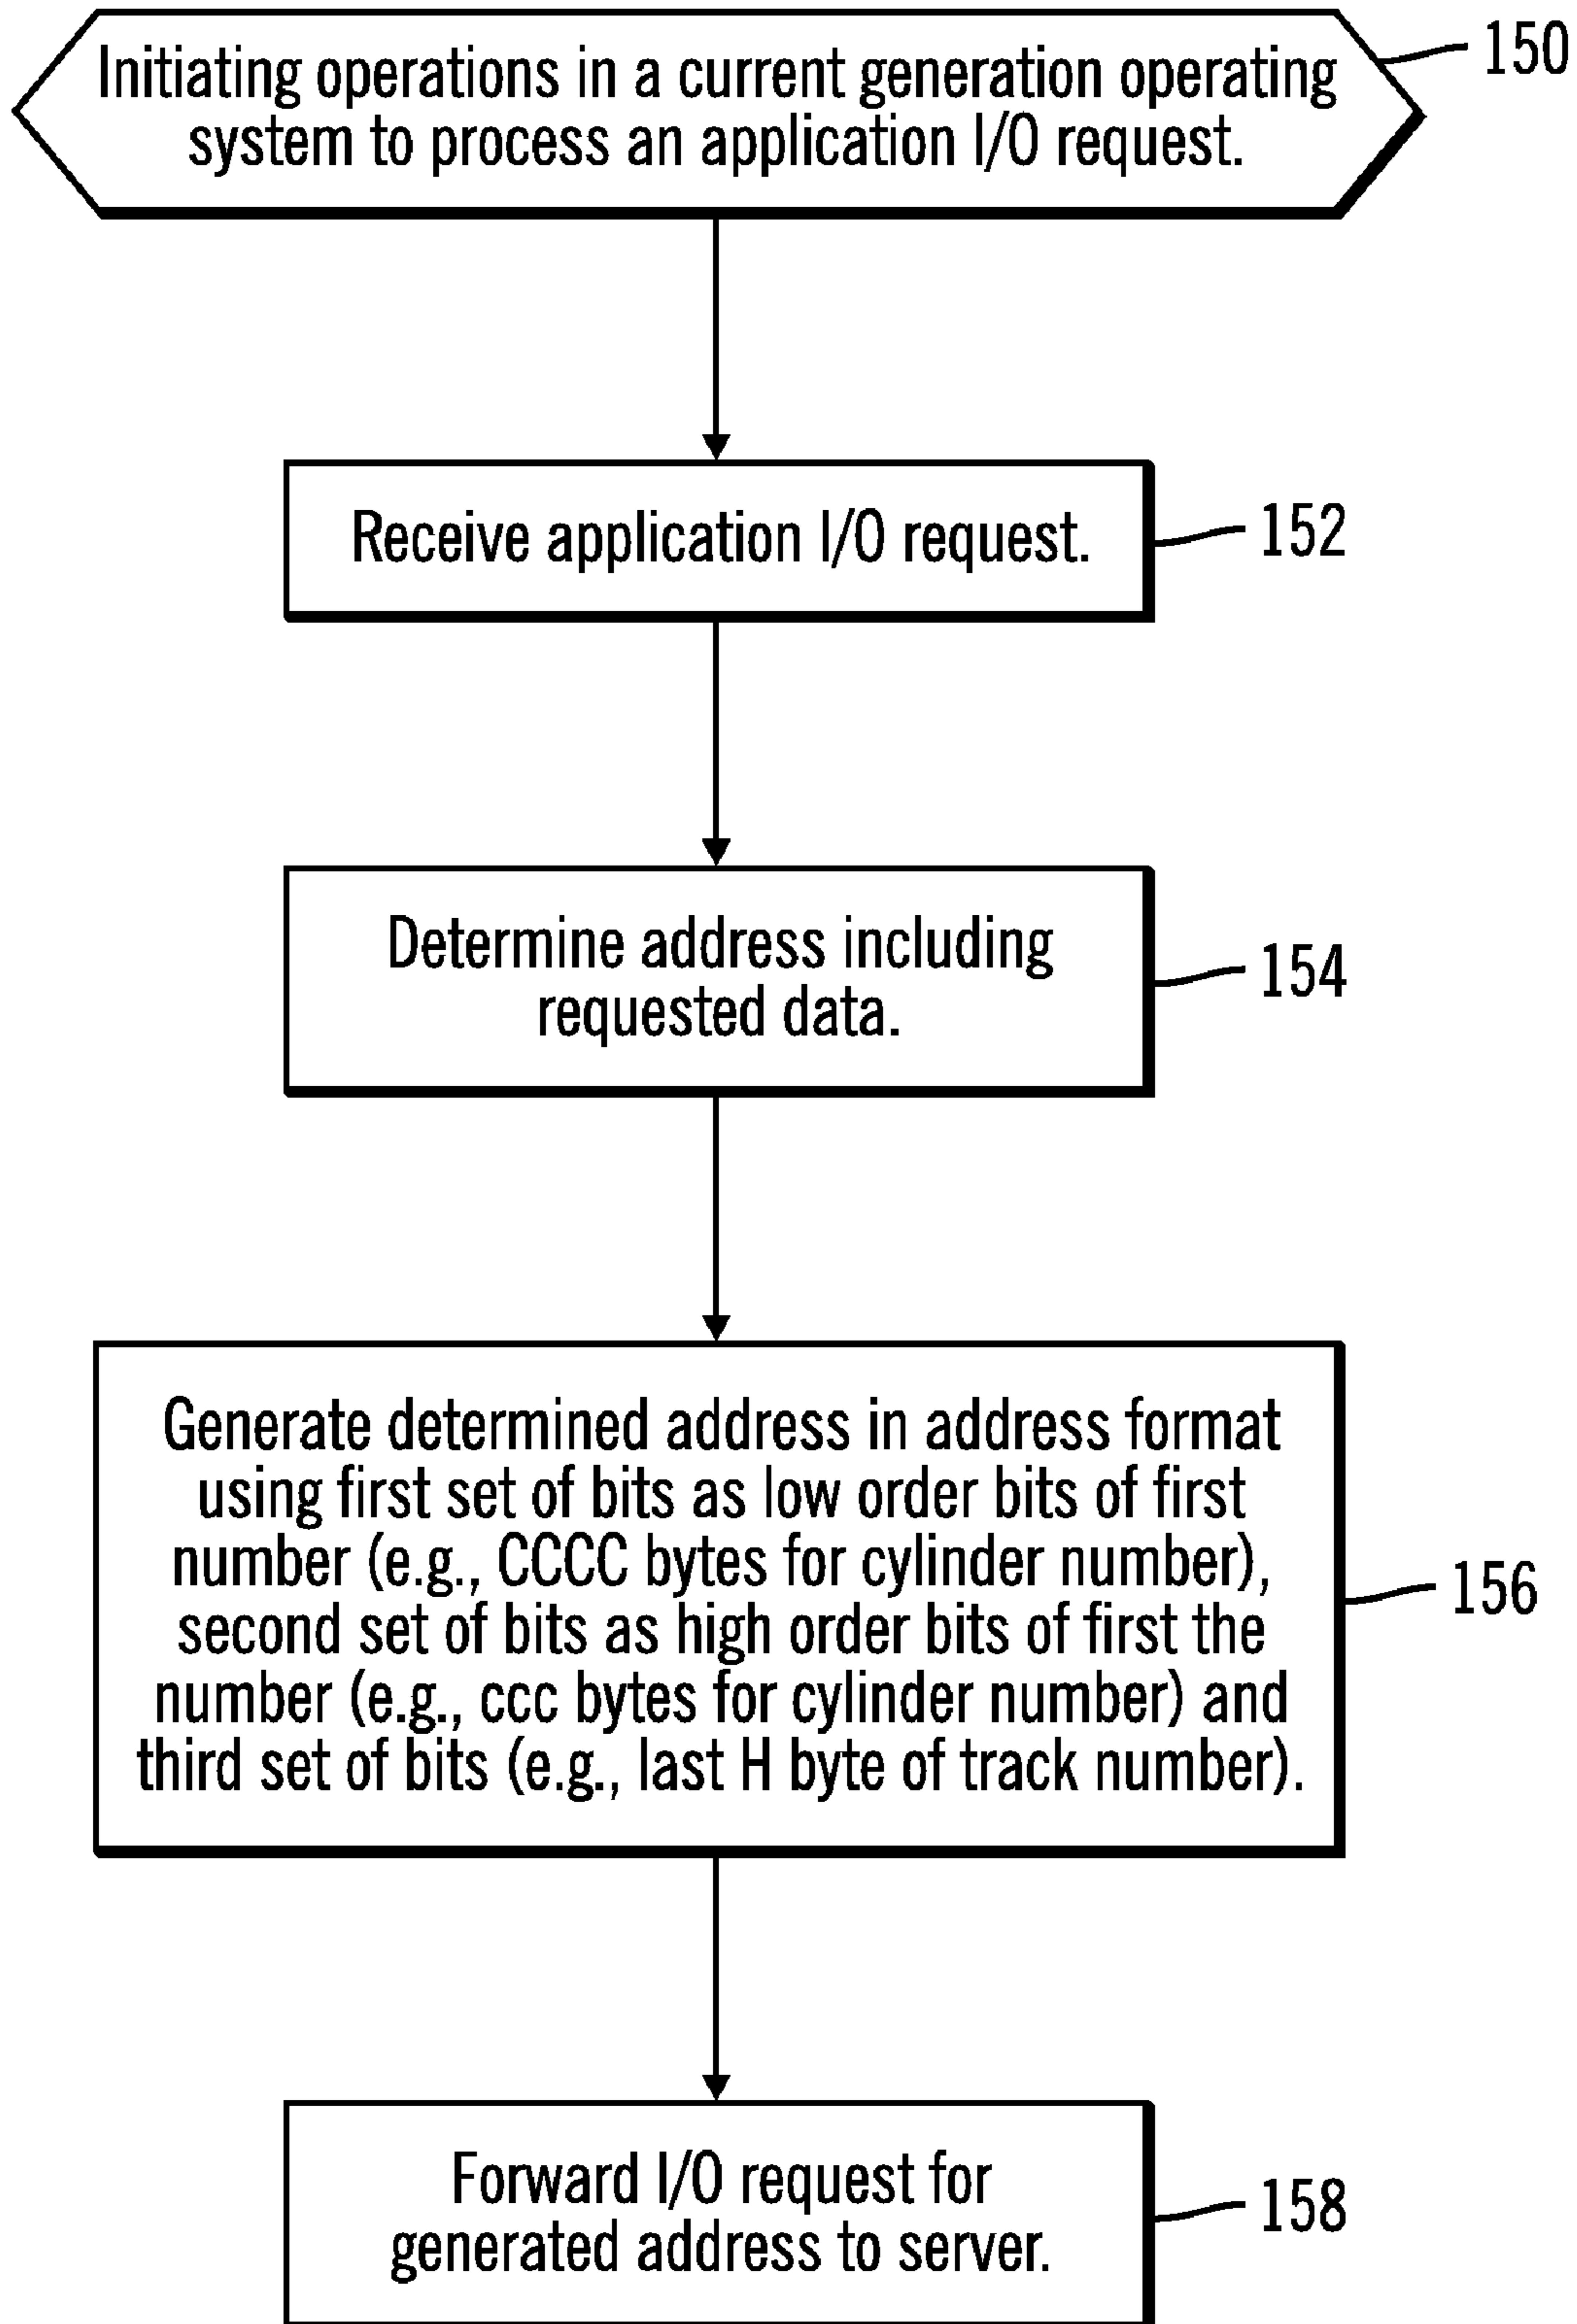 Initiating operations in a current generation operating
system to process an application I/O request.
150
Receive application I/O request.
152
Determine address including
requested data.
154
Generate determined address in address format
using first set of bits as low order bits of first
number (e.g., CCCC bytes for cylinder number),
second set of bits as high order bits of first the
number (e.g., ccc bytes for cylinder number) and
third set of bits (e.g., last H byte of track number).
156
Forward I/O request for
generated address to server.
158